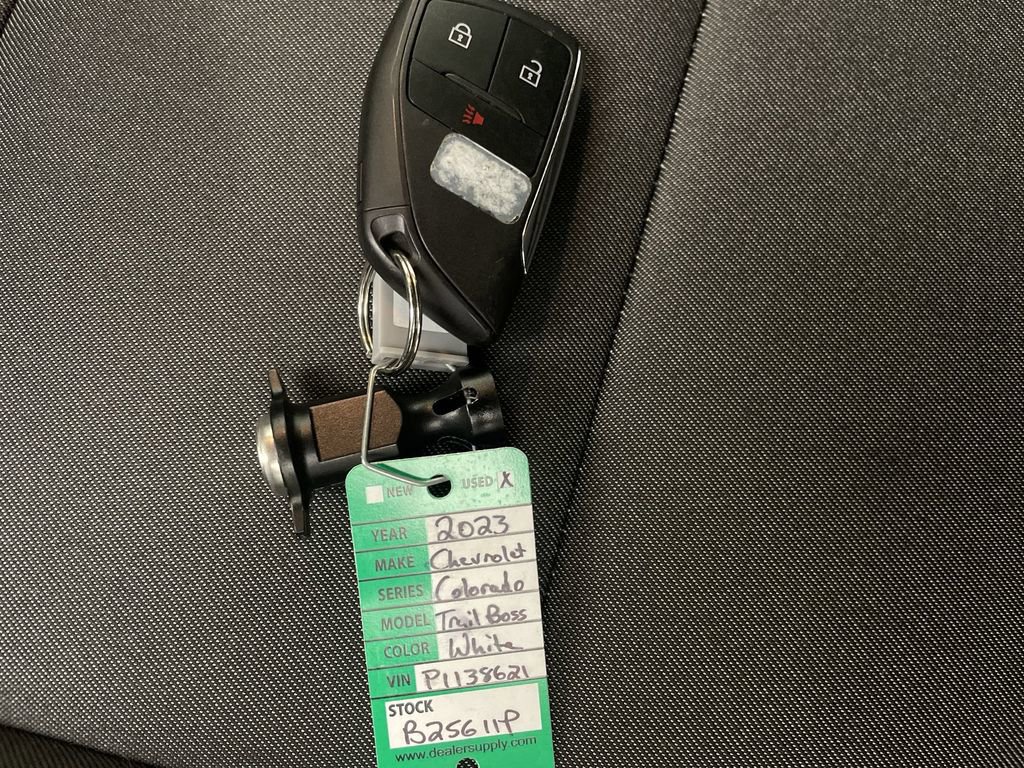 NEW USED X
YEAR 2023
MAKE Chevrolet
SERIES Colorado
MODEL Trail Boss
COLOR White
VIN P1138621
STOCK
B25611P
www.dealersupply.com